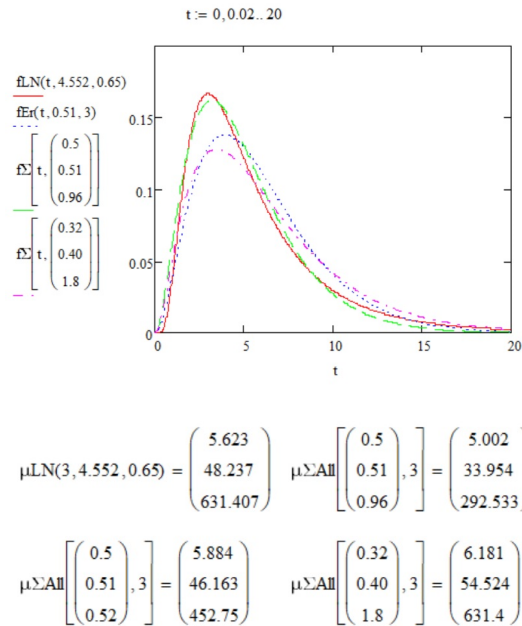 t := 0, 0.02.. 20
fLN(t, 4.552, 0.65)
fEr(t, 0.51, 3)
fΣ[t, (0.5
0.51
0.96)]
fΣ[t, (0.32
0.40
1.8)]
0.15
0.1
0.05
0
0 5 10 15 20
t
μLN(3, 4.552, 0.65) = (5.623
48.237
631.407)
μΣAll[(0.5
0.51
0.96), 3] = (5.002
33.954
292.533)
μΣAll[(0.5
0.51
0.52), 3] = (5.884
46.163
452.75)
μΣAll[(0.32
0.40
1.8), 3] = (6.181
54.524
631.4)